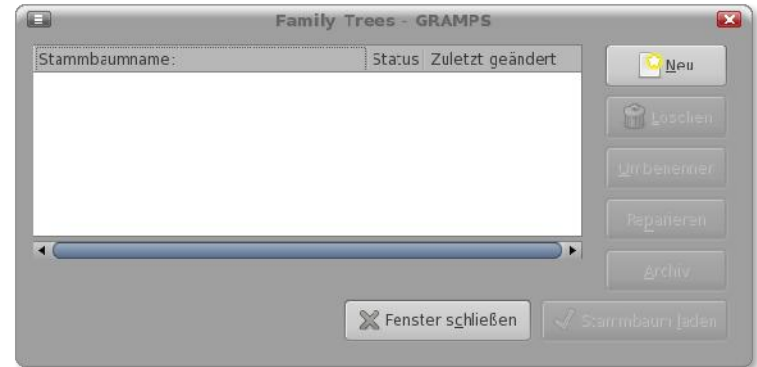 Family Trees - GRAMPS
Stammbaumname: Status Zuletzt geändert
Neu
Löschen
Umbenennen
Reparieren
Archiv
Fenster schließen
Stammbaum laden